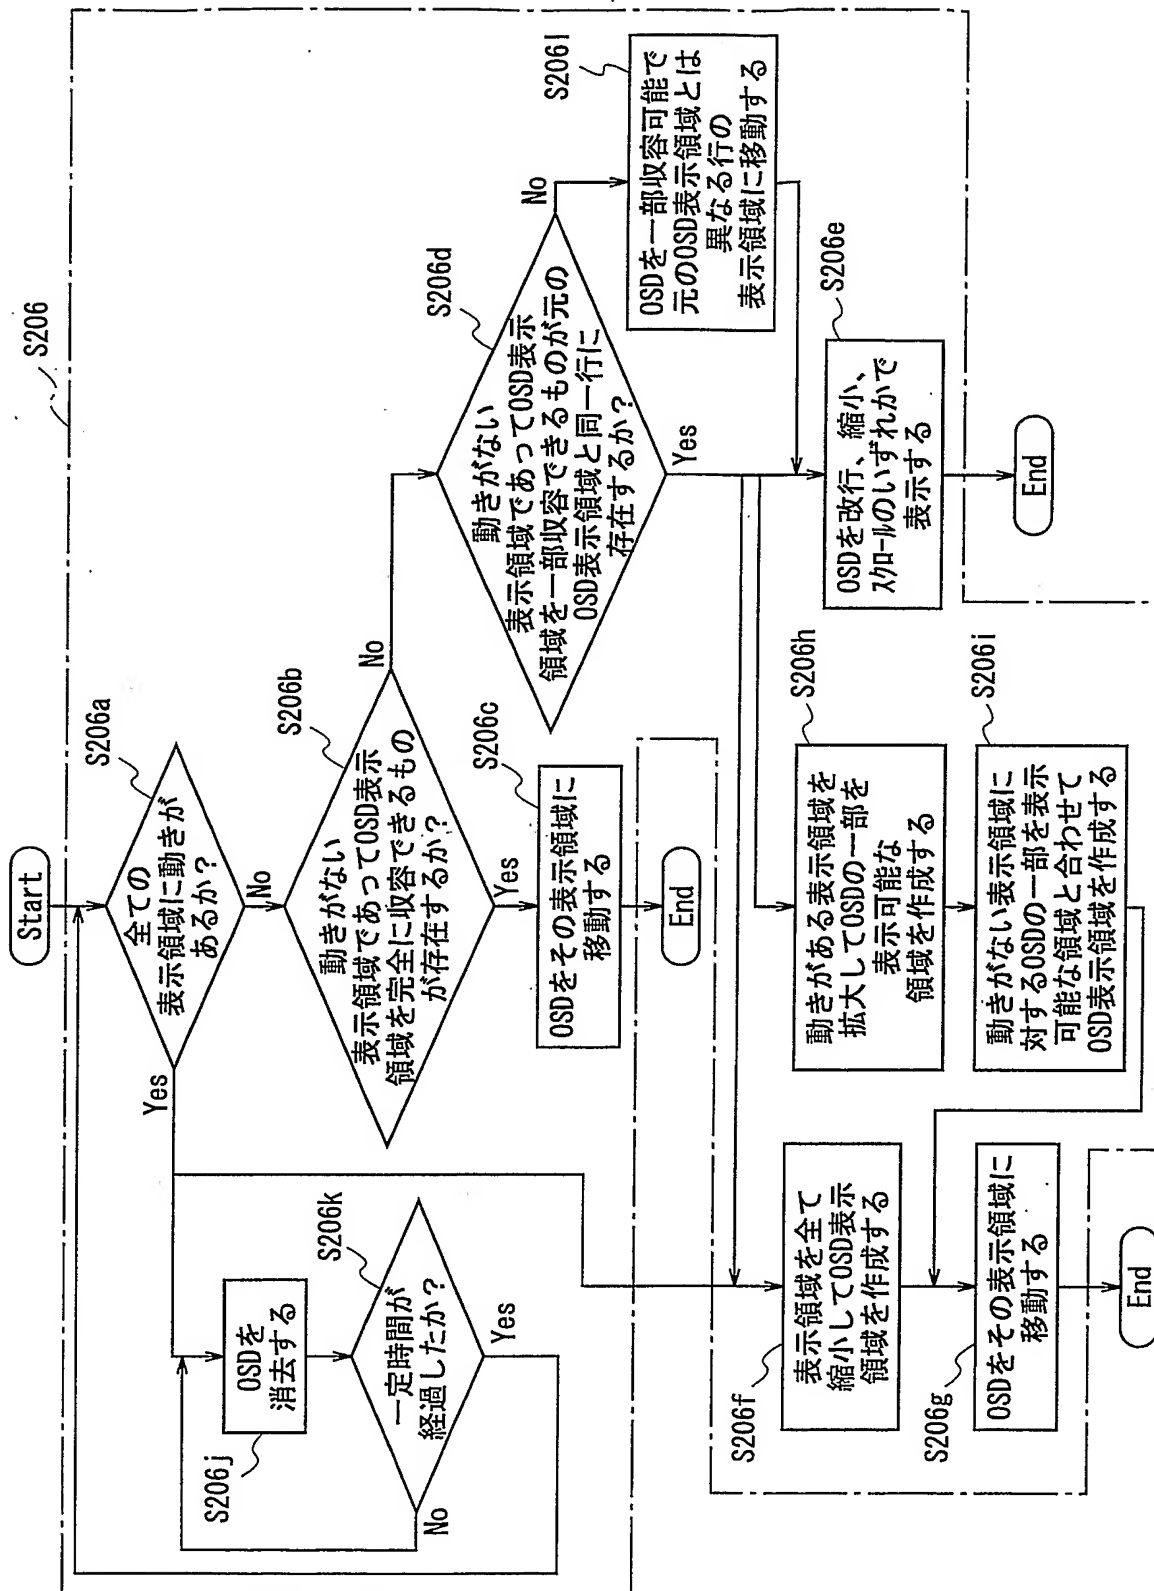 S206
Start
S206a
全ての
表示領域に動きが
あるか?
Yes
No
S206j
OSDを
消去する
S206k
一定時間が
経過したか?
No
Yes
S206b
動きがない
表示領域であってOSD表示
領域を完全に収容できるもの
が存在するか?
No
Yes
S206c
OSDをその表示領域に
移動する
End
S206d
動きがない
表示領域であってOSD表示
領域を一部収容できるものが元の
OSD表示領域と同一行に
存在するか?
No
Yes
S206l
OSDを一部収容可能で
元のOSD表示領域とは
異なる行の
表示領域に移動する
S206e
OSDを改行、縮小、
スクロールのいずれかで
表示する
End
S206f
表示領域を全て
縮小してOSD表示
領域を作成する
S206g
OSDをその表示領域に
移動する
End
S206h
動きがある表示領域を
拡大してOSDの一部を
表示可能な
領域を作成する
S206i
動きがない表示領域に
対するOSDの一部を表示
可能な領域と合わせて
OSD表示領域を作成する